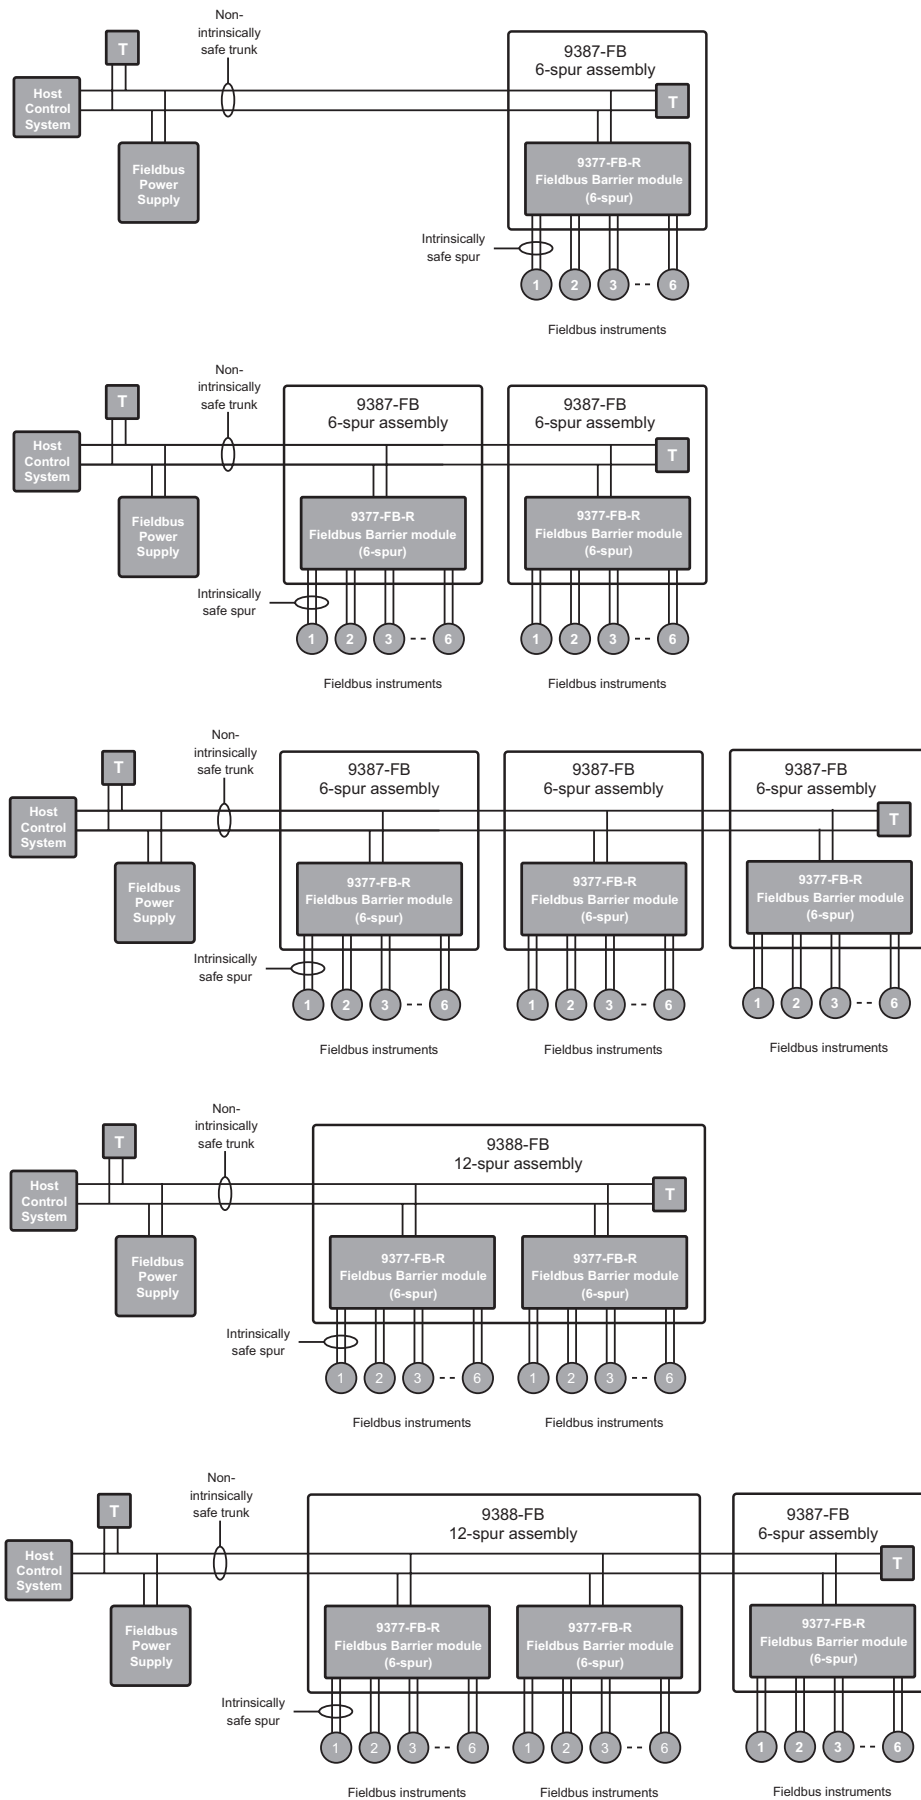 Non-
intrinsically
safe trunk
T
Host
Control
System
Fieldbus
Power
Supply
9387-FB
6-spur assembly
T
9377-FB-R
Fieldbus Barrier module
(6-spur)
Intrinsically
safe spur
1 2 3 -- 6
Fieldbus instruments
Non-
intrinsically
safe trunk
T
Host
Control
System
Fieldbus
Power
Supply
9387-FB
6-spur assembly
9377-FB-R
Fieldbus Barrier module
(6-spur)
Intrinsically
safe spur
1 2 3 -- 6
Fieldbus instruments
9387-FB
6-spur assembly
T
9377-FB-R
Fieldbus Barrier module
(6-spur)
1 2 3 -- 6
Fieldbus instruments
Non-
intrinsically
safe trunk
T
Host
Control
System
Fieldbus
Power
Supply
9387-FB
6-spur assembly
9377-FB-R
Fieldbus Barrier module
(6-spur)
Intrinsically
safe spur
1 2 3 -- 6
Fieldbus instruments
9387-FB
6-spur assembly
9377-FB-R
Fieldbus Barrier module
(6-spur)
1 2 3 -- 6
Fieldbus instruments
9387-FB
6-spur assembly
T
9377-FB-R
Fieldbus Barrier module
(6-spur)
1 2 3 -- 6
Fieldbus instruments
Non-
intrinsically
safe trunk
T
Host
Control
System
Fieldbus
Power
Supply
9388-FB
12-spur assembly
T
9377-FB-R
Fieldbus Barrier module
(6-spur)
Intrinsically
safe spur
1 2 3 -- 6
Fieldbus instruments
9377-FB-R
Fieldbus Barrier module
(6-spur)
1 2 3 -- 6
Fieldbus instruments
Non-
intrinsically
safe trunk
T
Host
Control
System
Fieldbus
Power
Supply
9388-FB
12-spur assembly
9377-FB-R
Fieldbus Barrier module
(6-spur)
Intrinsically
safe spur
1 2 3 -- 6
Fieldbus instruments
9377-FB-R
Fieldbus Barrier module
(6-spur)
1 2 3 -- 6
Fieldbus instruments
9387-FB
6-spur assembly
T
9377-FB-R
Fieldbus Barrier module
(6-spur)
1 2 3 -- 6
Fieldbus instruments